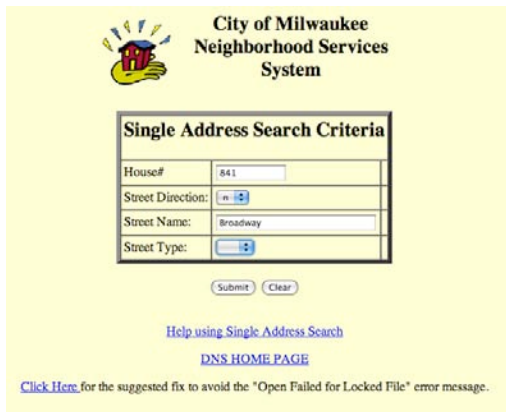 City of Milwaukee
Neighborhood Services
System
Single Address Search Criteria
House# 841
Street Direction: n
Street Name: Broadway
Street Type:
Submit Clear
Help using Single Address Search
DNS HOME PAGE
Click Here for the suggested fix to avoid the "Open Failed for Locked File" error message.